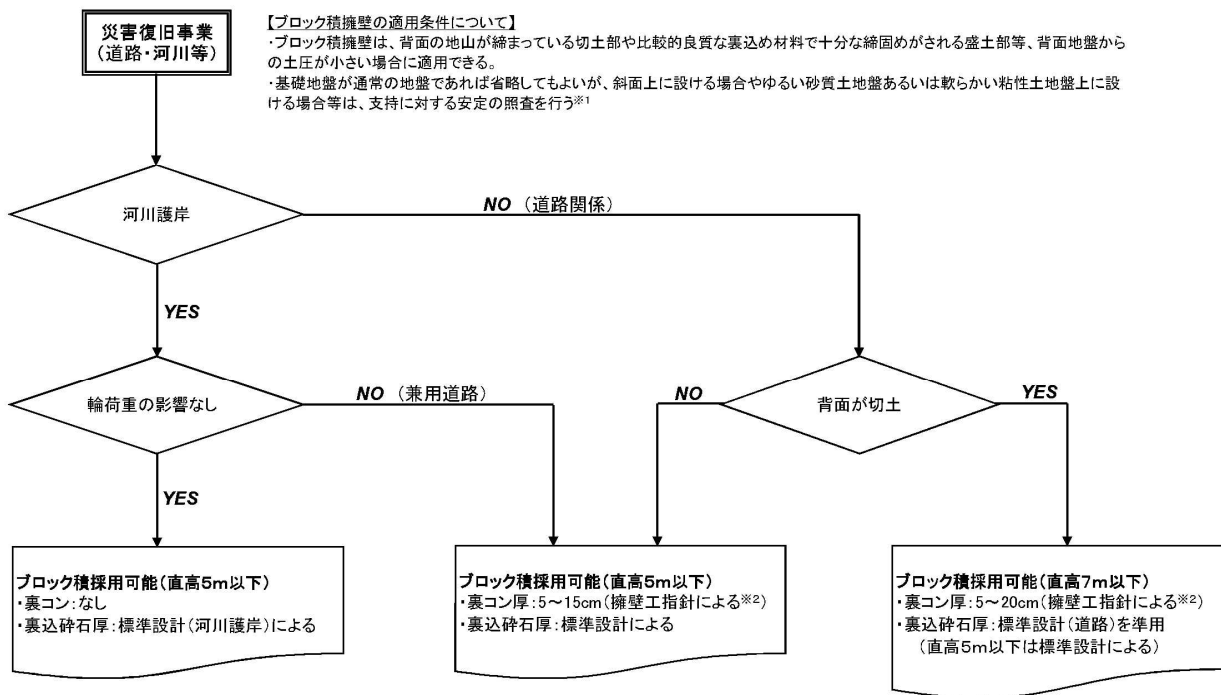 災害復旧事業
(道路・河川等)
【ブロック積擁壁の適用条件について】
・ブロック積擁壁は、背面の地山が締まっている切土部や比較的良質な裏込め材料で十分な締固めがされる盛土部等、背面地盤から
の土圧が小さい場合に適用できる。
・基礎地盤が通常の地盤であれば省略してもよいが、斜面上に設ける場合やゆるい砂質土地盤あるいは軟らかい粘性土地盤上に設
ける場合等は、支持に対する安定の照査を行う※1
河川護岸
NO (道路関係)
YES
輪荷重の影響なし
NO (兼用道路)
NO
背面が切土
YES
YES
ブロック積採用可能(直高5m以下)
・裏コン:なし
・裏込砕石厚:標準設計(河川護岸)による
ブロック積採用可能(直高5m以下)
・裏コン厚:5~15cm(擁壁工指針による※2)
・裏込砕石厚:標準設計による
ブロック積採用可能(直高7m以下)
・裏コン厚:5~20cm(擁壁工指針による※2)
・裏込砕石厚:標準設計(道路)を準用
(直高5m以下は標準設計による)